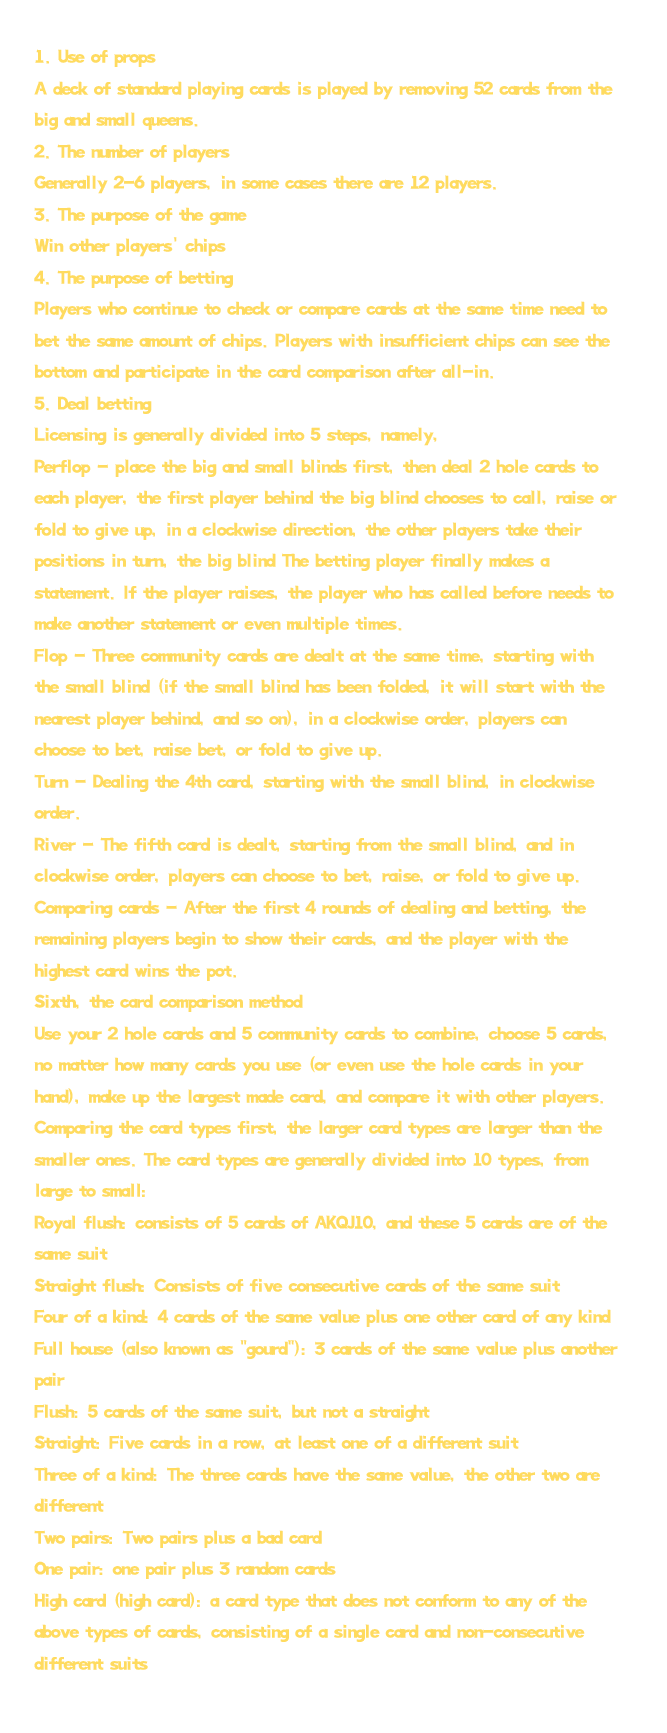 1. Use of props
A deck of standard playing cards is played by removing 52 cards from the
big and small queens.
2. The number of players
Generally 2-6 players, in some cases there are 12 players.
3. The purpose of the game
Win other players' chips
4. The purpose of betting
Players who continue to check or compare cards at the same time need to
bet the same amount of chips. Players with insufficient chips can see the
bottom and participate in the card comparison after all-in.
5. Deal betting
Licensing is generally divided into 5 steps, namely,
Perflop - place the big and small blinds first, then deal 2 hole cards to
each player, the first player behind the big blind chooses to call, raise or
fold to give up, in a clockwise direction, the other players take their
positions in turn, the big blind The betting player finally makes a
statement. If the player raises, the player who has called before needs to
make another statement or even multiple times.
Flop - Three community cards are dealt at the same time, starting with
the small blind (if the small blind has been folded, it will start with the
nearest player behind, and so on), in a clockwise order, players can
choose to bet, raise bet, or fold to give up.
Turn - Dealing the 4th card, starting with the small blind, in clockwise
order.
River - The fifth card is dealt, starting from the small blind, and in
clockwise order, players can choose to bet, raise, or fold to give up.
Comparing cards - After the first 4 rounds of dealing and betting, the
remaining players begin to show their cards, and the player with the
highest card wins the pot.
Sixth, the card comparison method
Use your 2 hole cards and 5 community cards to combine, choose 5 cards,
no matter how many cards you use (or even use the hole cards in your
hand), make up the largest made card, and compare it with other players.
Comparing the card types first, the larger card types are larger than the
smaller ones. The card types are generally divided into 10 types, from
large to small:
Royal flush: consists of 5 cards of AKQJ10, and these 5 cards are of the
same suit
Straight flush: Consists of five consecutive cards of the same suit
Four of a kind: 4 cards of the same value plus one other card of any kind
Full house (also known as "gourd"): 3 cards of the same value plus another
pair
Flush: 5 cards of the same suit, but not a straight
Straight: Five cards in a row, at least one of a different suit
Three of a kind: The three cards have the same value, the other two are
different
Two pairs: Two pairs plus a bad card
One pair: one pair plus 3 random cards
High card (high card): a card type that does not conform to any of the
above types of cards, consisting of a single card and non-consecutive
different suits